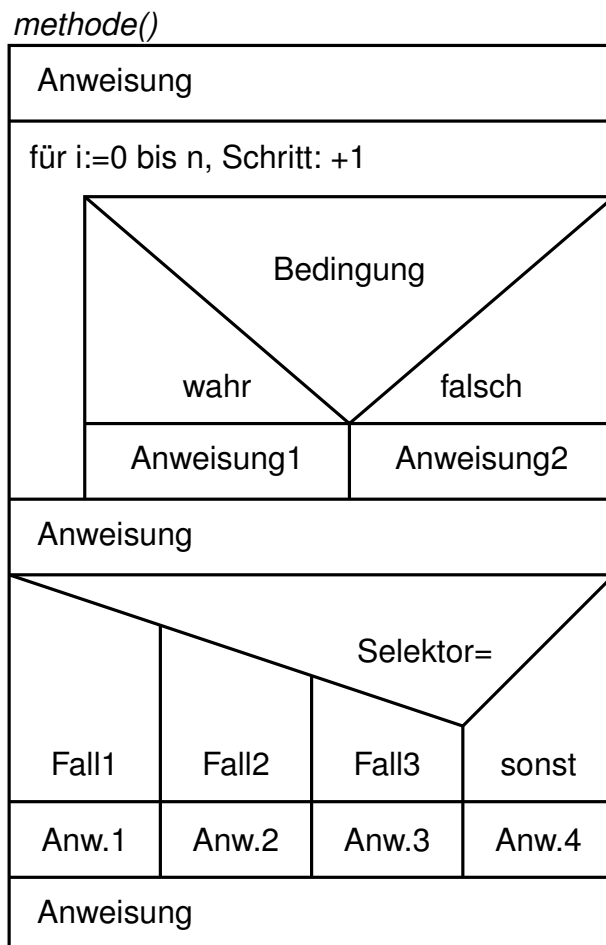 methode()
Anweisung
für i:=0 bis n, Schritt: +1
Bedingung
wahr falsch
Anweisung1 Anweisung2
Anweisung
Selektor=
Fall1 Fall2 Fall3 sonst
Anw.1 Anw.2 Anw.3 Anw.4
Anweisung